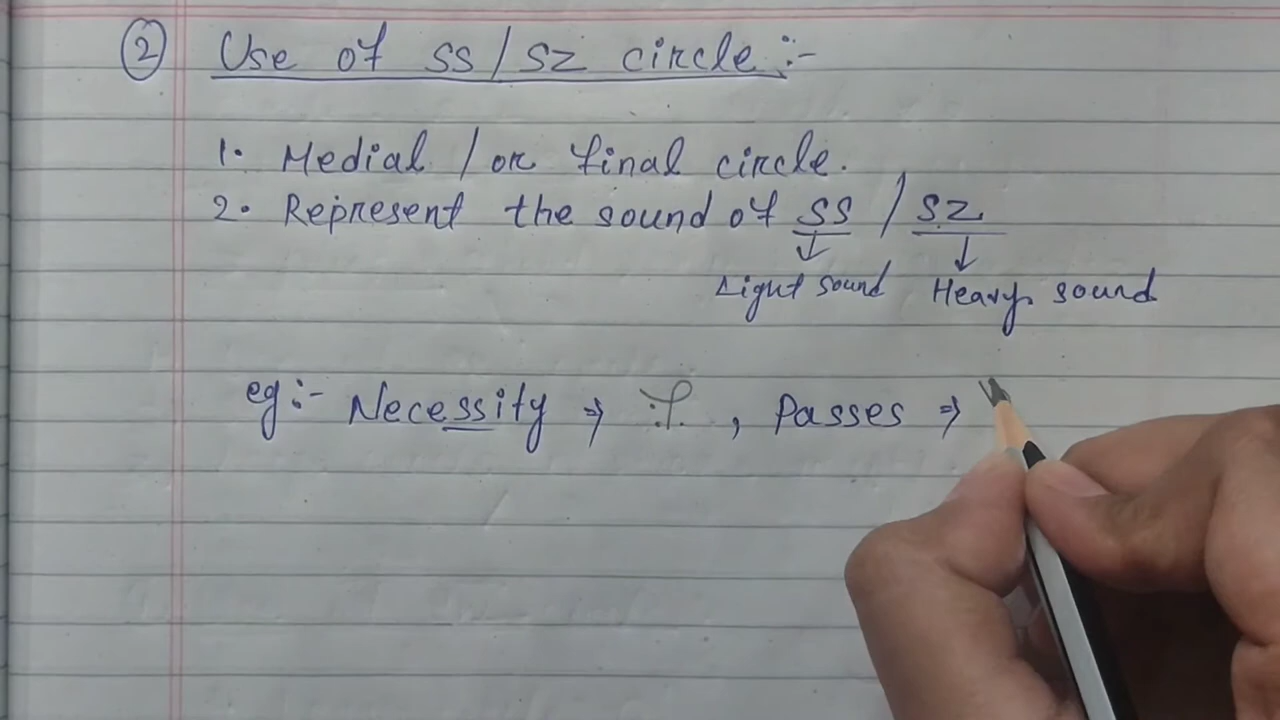 ② Use of ss/sz circle :-
1. Medial / or final circle.
2. Represent the sound of ss / sz
↓ ↓
Light sound Heavy sound
eg:- Necessity ⇒ , Passes ⇒